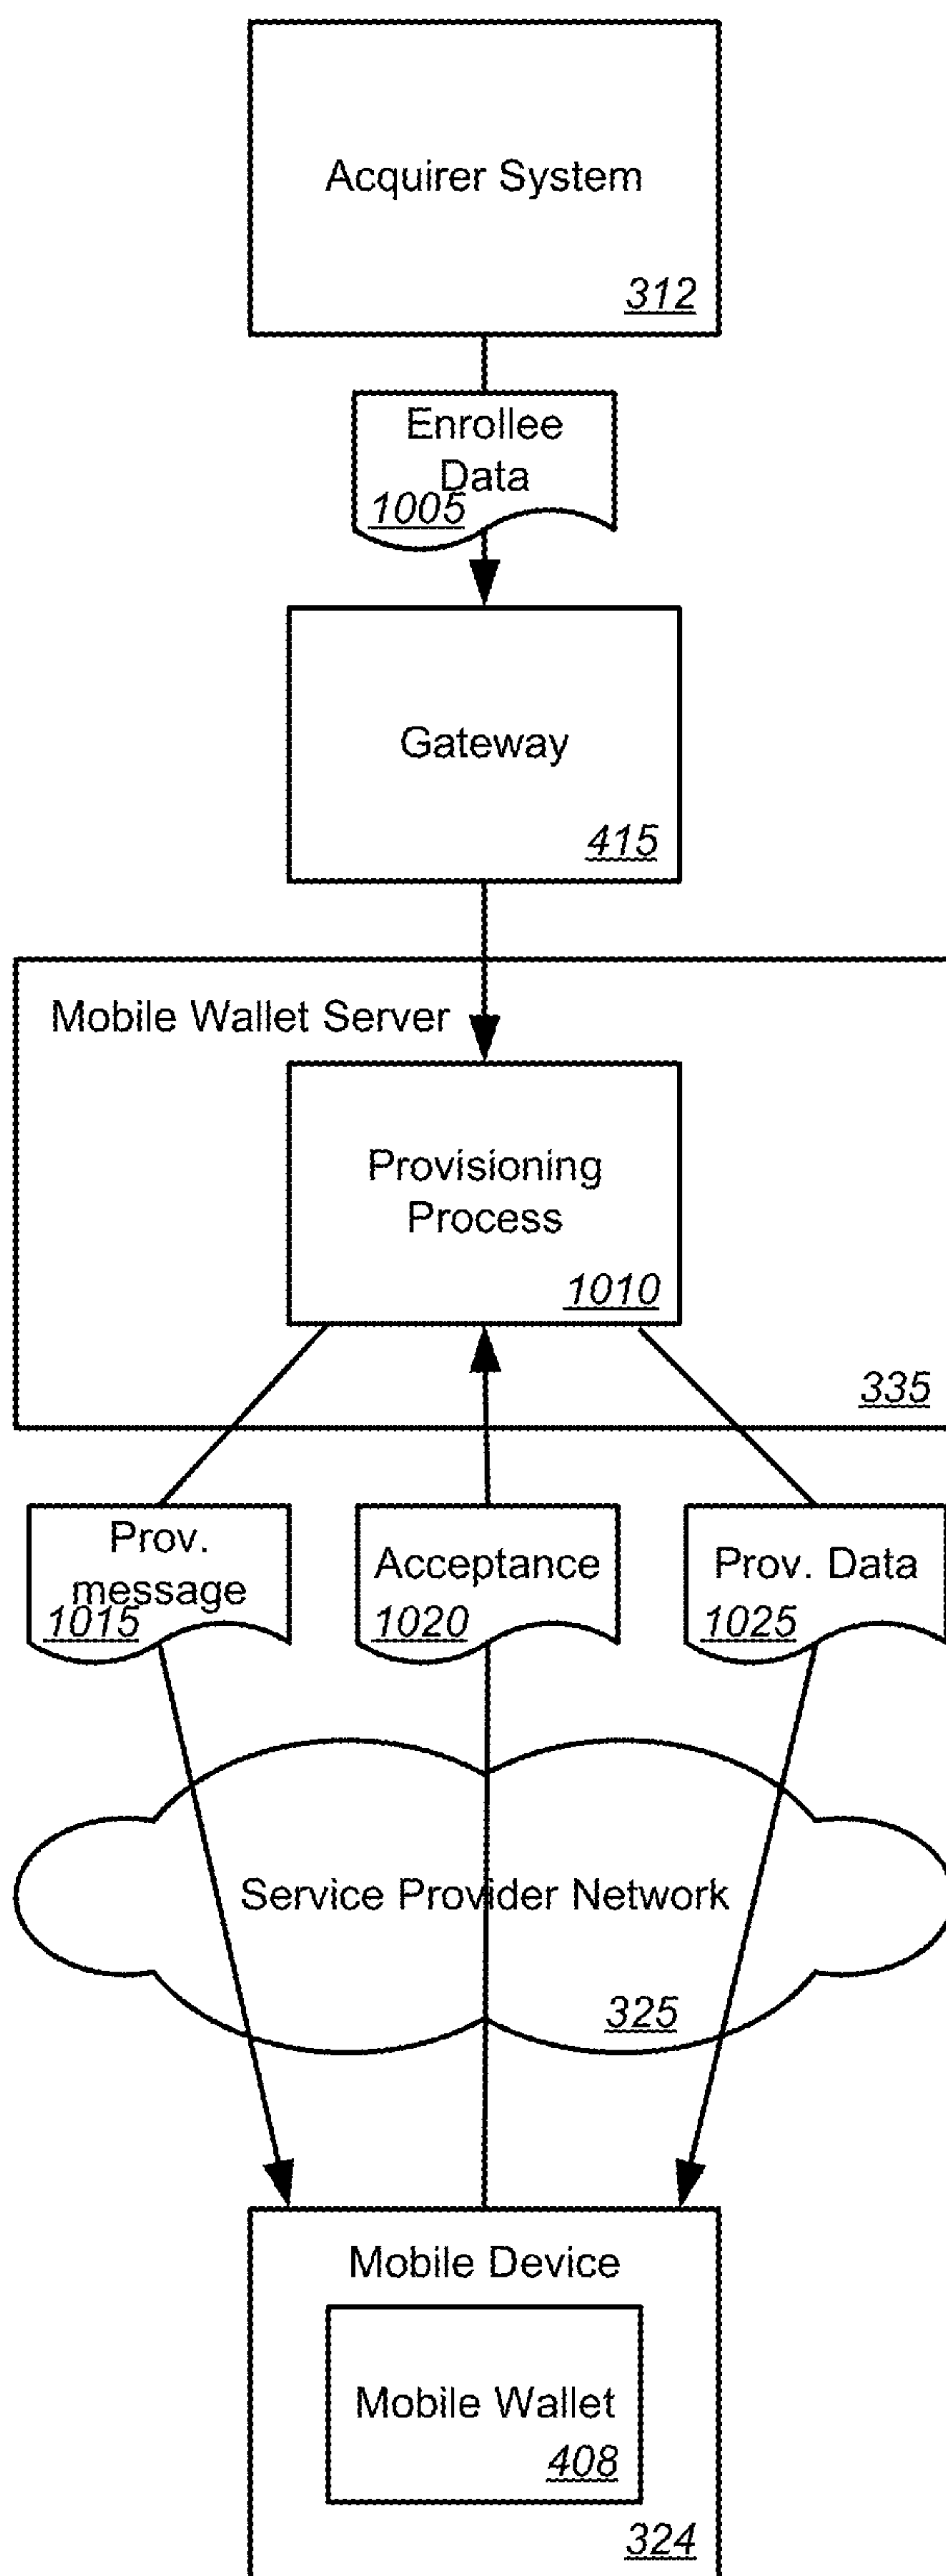 Acquirer System
312
Enrollee
Data
1005
Gateway
415
Mobile Wallet Server
Provisioning
Process
1010
335
Prov.
message
1015
Acceptance
1020
Prov. Data
1025
Service Provider Network
325
Mobile Device
Mobile Wallet
408
324